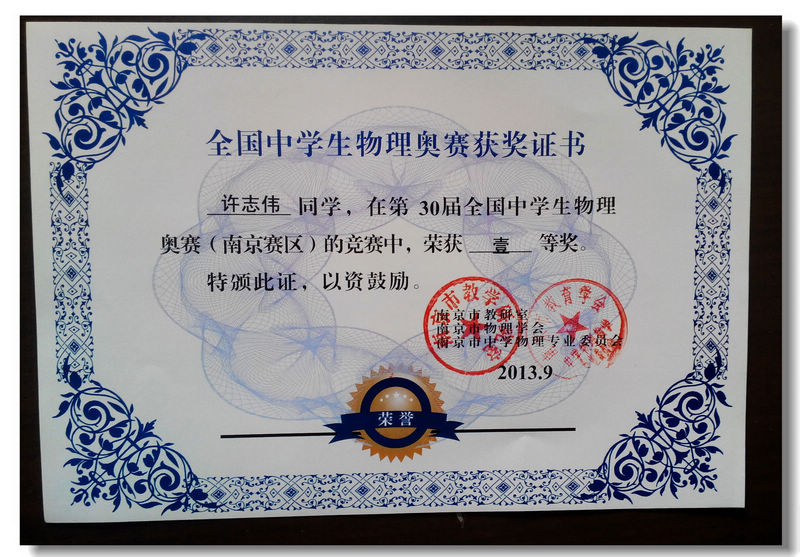 全国中学生物理奥赛获奖证书
许志伟 同学，在第 30届全国中学生物理
奥赛（南京赛区）的竞赛中，荣获 壹 等奖。
特颁此证，以资鼓励。
南京市教研室
南京市物理学会
南京市中学物理专业委员会
2013.9
荣誉